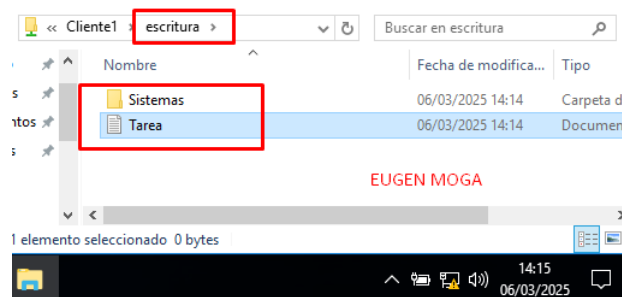 « Cliente1 > escritura >
Buscar en escritura
Nombre
Fecha de modifica...
Tipo
Sistemas
06/03/2025 14:14
Carpeta d
Tarea
06/03/2025 14:14
Documen
EUGEN MOGA
1 elemento seleccionado 0 bytes
14:15
06/03/2025